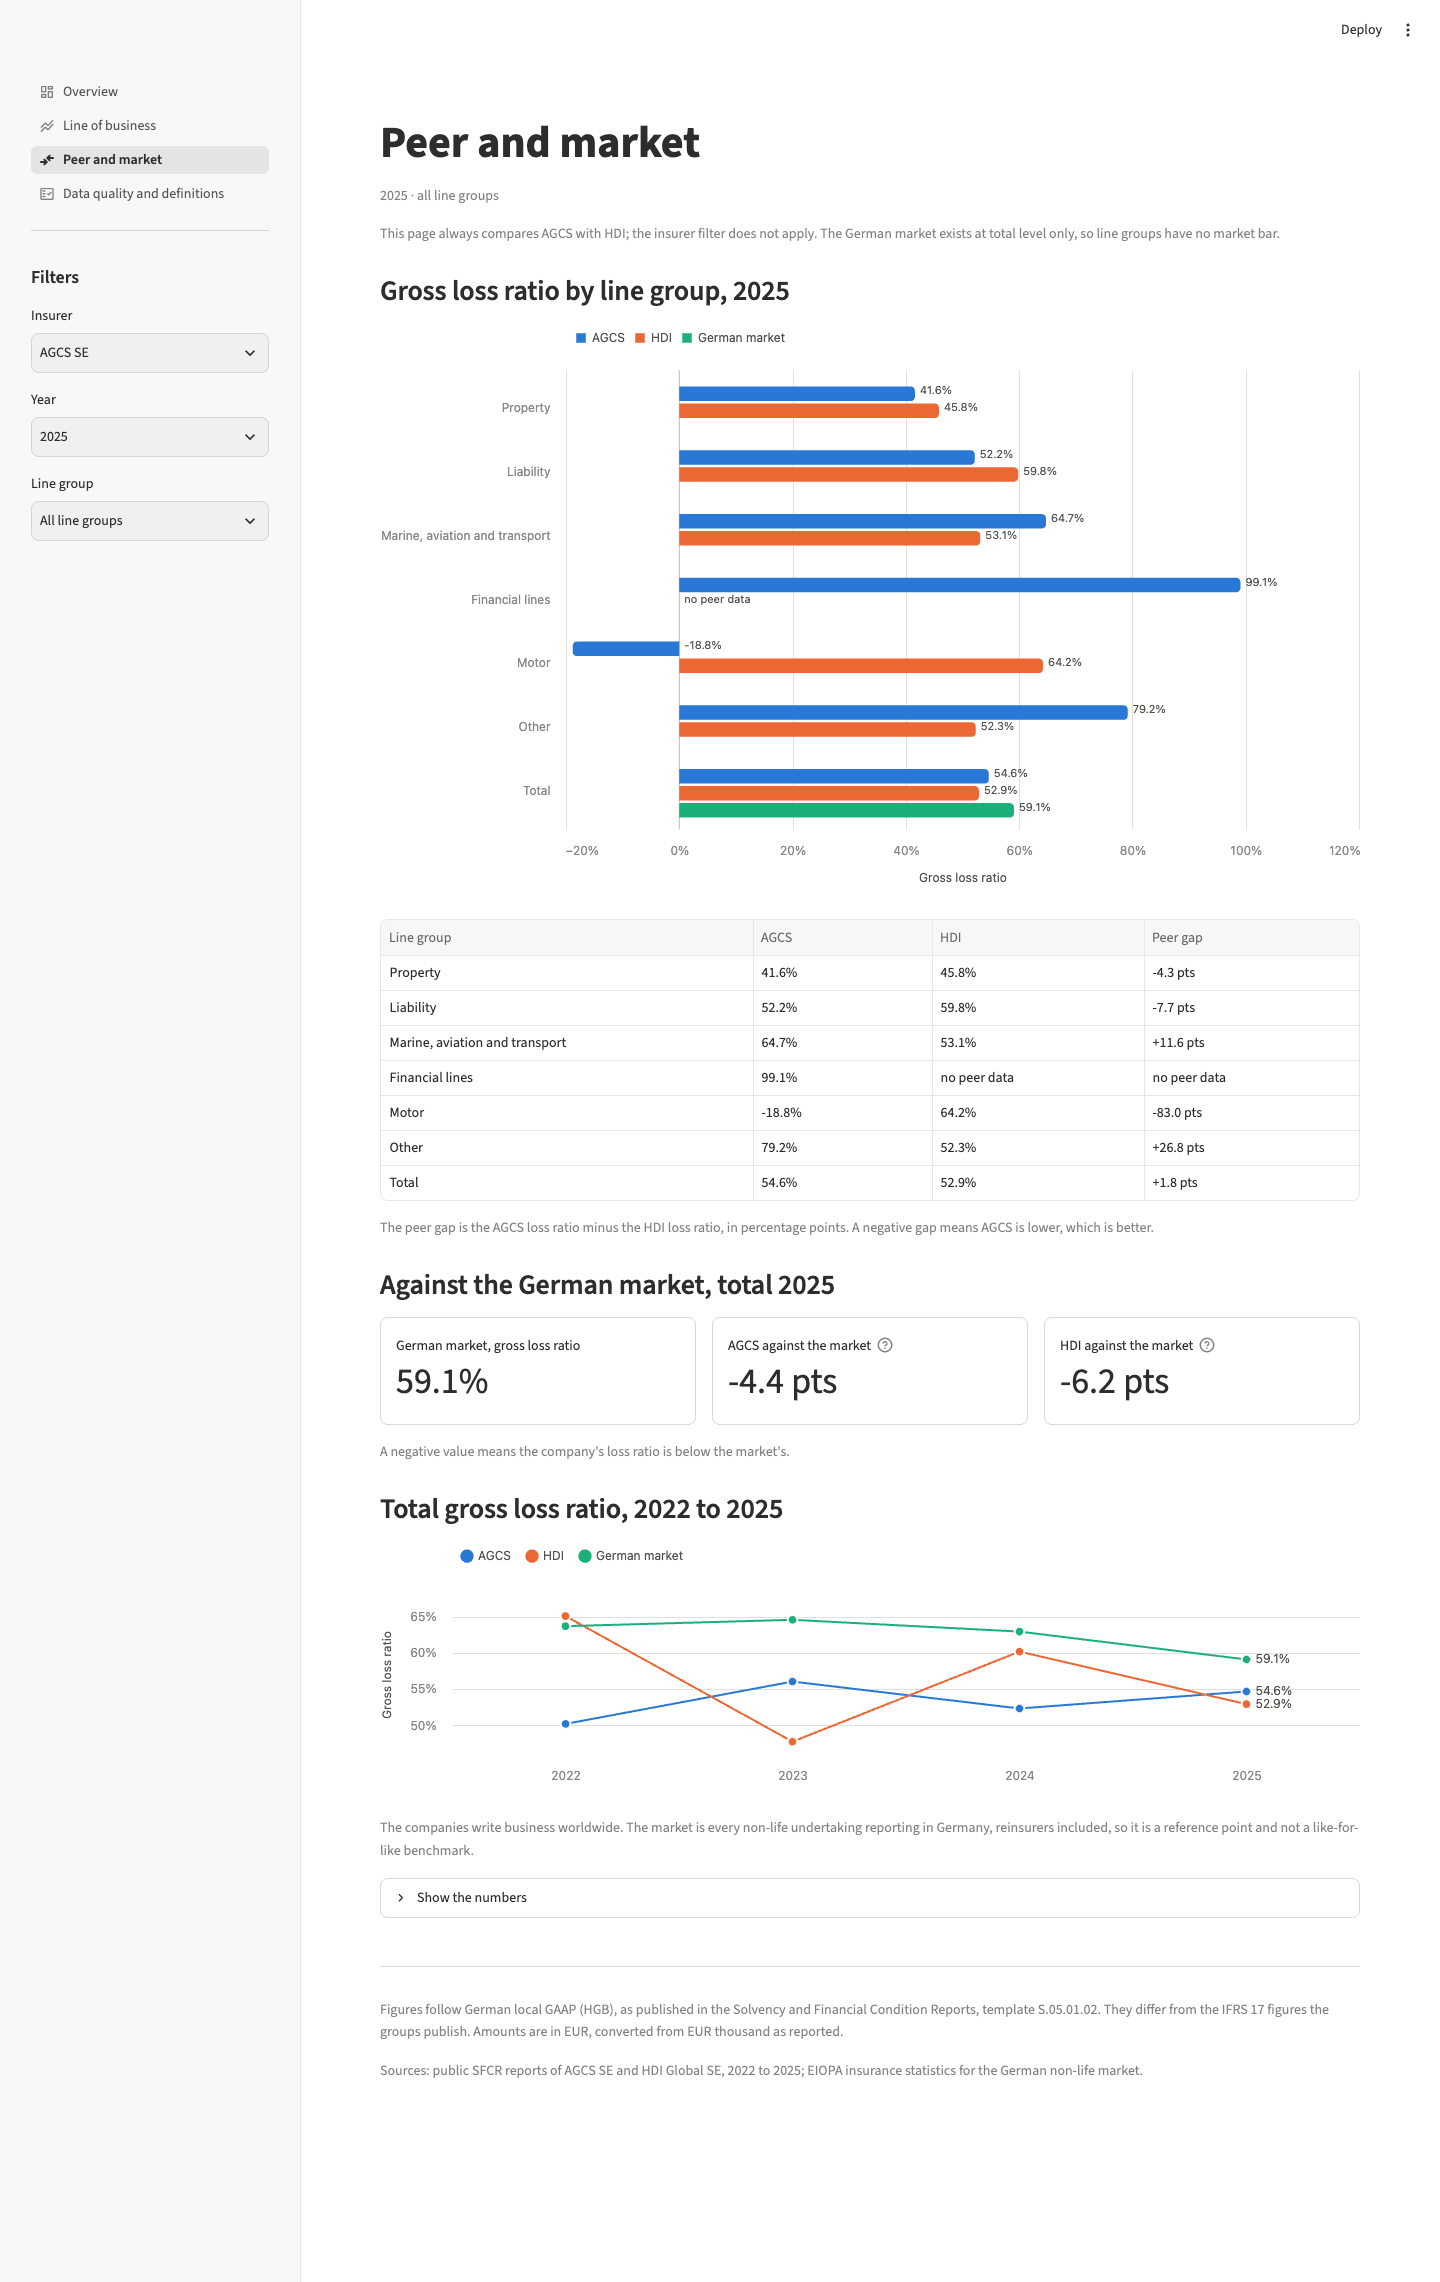 Deploy
Overview
Line of business
Peer and market
Data quality and definitions
Filters
Insurer
AGCS SE
Year
2025
Line group
All line groups
Peer and market
2025 · all line groups
This page always compares AGCS with HDI; the insurer filter does not apply. The German market exists at total level only, so line groups have no market bar.
Gross loss ratio by line group, 2025
AGCS HDI German market
Property 41.6%
45.8%
Liability 52.2%
59.8%
Marine, aviation and transport 64.7%
53.1%
Financial lines 99.1%
no peer data
Motor -18.8%
64.2%
Other 79.2%
52.3%
Total 54.6%
52.9%
59.1%
−20% 0% 20% 40% 60% 80% 100% 120%
Gross loss ratio
Line group AGCS HDI Peer gap
Property 41.6% 45.8% -4.3 pts
Liability 52.2% 59.8% -7.7 pts
Marine, aviation and transport 64.7% 53.1% +11.6 pts
Financial lines 99.1% no peer data no peer data
Motor -18.8% 64.2% -83.0 pts
Other 79.2% 52.3% +26.8 pts
Total 54.6% 52.9% +1.8 pts
The peer gap is the AGCS loss ratio minus the HDI loss ratio, in percentage points. A negative gap means AGCS is lower, which is better.
Against the German market, total 2025
German market, gross loss ratio
59.1%
AGCS against the market
-4.4 pts
HDI against the market
-6.2 pts
A negative value means the company's loss ratio is below the market's.
Total gross loss ratio, 2022 to 2025
AGCS HDI German market
Gross loss ratio
65%
60%
55%
50%
59.1%
54.6%
52.9%
2022 2023 2024 2025
The companies write business worldwide. The market is every non-life undertaking reporting in Germany, reinsurers included, so it is a reference point and not a like-for-
like benchmark.
Show the numbers
Figures follow German local GAAP (HGB), as published in the Solvency and Financial Condition Reports, template S.05.01.02. They differ from the IFRS 17 figures the
groups publish. Amounts are in EUR, converted from EUR thousand as reported.
Sources: public SFCR reports of AGCS SE and HDI Global SE, 2022 to 2025; EIOPA insurance statistics for the German non-life market.